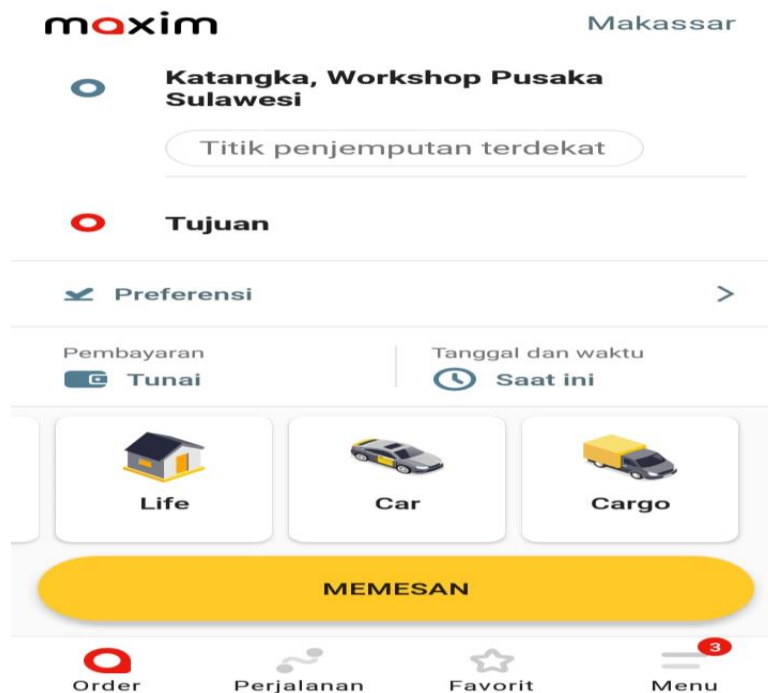 maxim
Makassar
Katangka, Workshop Pusaka
Sulawesi
Titik penjemputan terdekat
Tujuan
Preferensi
Pembayaran
Tunai
Tanggal dan waktu
Saat ini
Life
Car
Cargo
MEMESAN
3
Order
Perjalanan
Favorit
Menu